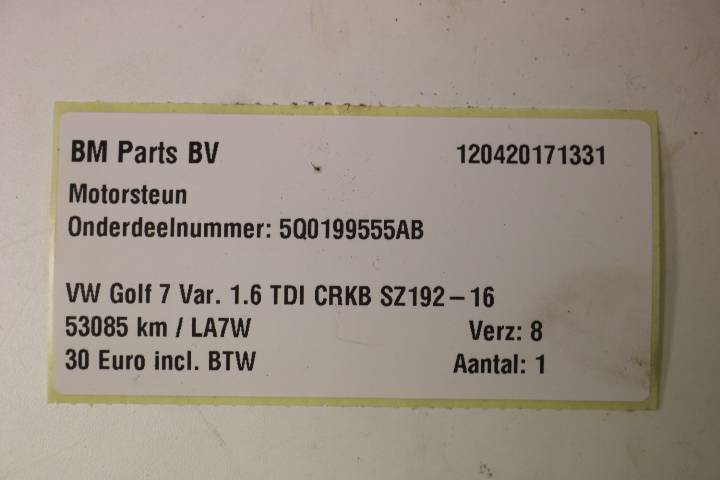 BM Parts BV 120420171331
Motorsteun
Onderdeelnummer: 5Q0199555AB
VW Golf 7 Var. 1.6 TDI CRKB SZ192-16
53085 km / LA7W Verz: 8
30 Euro incl. BTW Aantal: 1